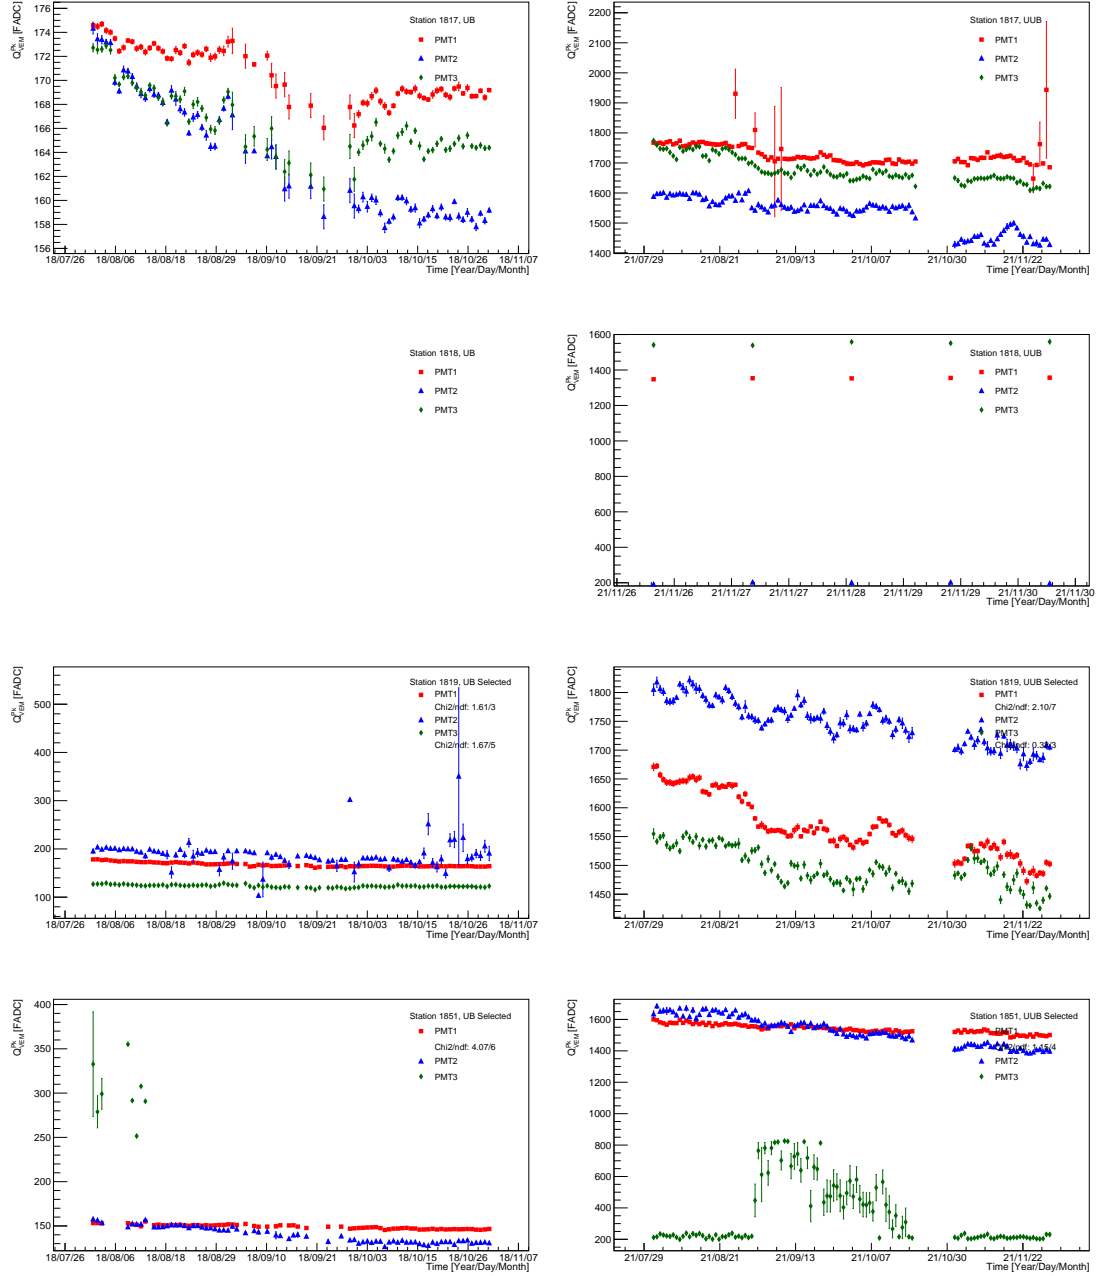 Station 1817, UB
PMT1
PMT2
PMT3
Q^Pk_VEM [FADC]
176
174
172
170
168
166
164
162
160
158
156
18/07/26 18/08/06 18/08/18 18/08/29 18/09/10 18/09/21 18/10/03 18/10/14 18/10/26 18/11/07
Time [Year/Day/Month]
Station 1817, UUB
PMT1
PMT2
PMT3
Q^Pk_VEM [FADC]
2200
2100
2000
1900
1800
1700
1600
1500
1400
21/07/29 21/08/21 21/09/13 21/10/07 21/10/30 21/11/22
Time [Year/Day/Month]
Station 1818, UB
PMT1
PMT2
PMT3
Station 1818, UUB
PMT1
PMT2
PMT3
Q^Pk_VEM [FADC]
1600
1400
1200
1000
800
600
400
200
21/11/26 21/11/26 21/11/27 21/11/27 21/11/28 21/11/29 21/11/29 21/11/30 21/11/30
Time [Year/Day/Month]
Station 1819, UB Selected
PMT1
Chi2/ndf: 1.61/3
PMT2
PMT3
Chi2/ndf: 1.67/5
Q^Pk_VEM [FADC]
500
400
300
200
100
18/07/26 18/08/06 18/08/18 18/08/29 18/09/10 18/09/21 18/10/03 18/10/14 18/10/26 18/11/07
Time [Year/Day/Month]
Station 1819, UUB Selected
PMT1
Chi2/ndf: 2.10/7
PMT2
PMT3
Q^Pk_VEM [FADC]
1800
1750
1700
1650
1600
1550
1500
1450
21/07/29 21/08/21 21/09/13 21/10/07 21/10/30 21/11/22
Time [Year/Day/Month]
Station 1851, UB Selected
PMT1
Chi2/ndf: 4.07/6
PMT2
PMT3
Q^Pk_VEM [FADC]
400
350
300
250
200
150
18/07/26 18/08/06 18/08/18 18/08/29 18/09/10 18/09/21 18/10/03 18/10/14 18/10/26 18/11/07
Time [Year/Day/Month]
Station 1851, UUB Selected
PMT1
PMT2
PMT3
Q^Pk_VEM [FADC]
1600
1400
1200
1000
800
600
400
200
21/07/29 21/08/21 21/09/13 21/10/07 21/10/30 21/11/22
Time [Year/Day/Month]